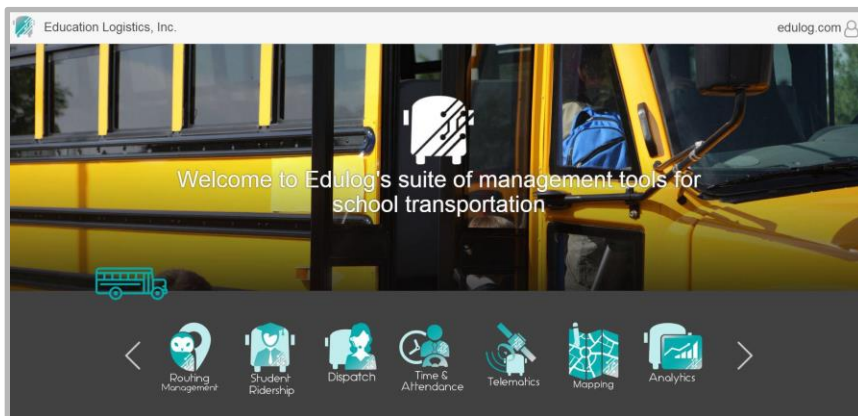 Education Logistics, Inc.
edulog.com
Welcome to Edulog's suite of management tools for
school transportation
Routing
Management
Student
Ridership
Dispatch
Time &
Attendance
Telematics
Mapping
Analytics